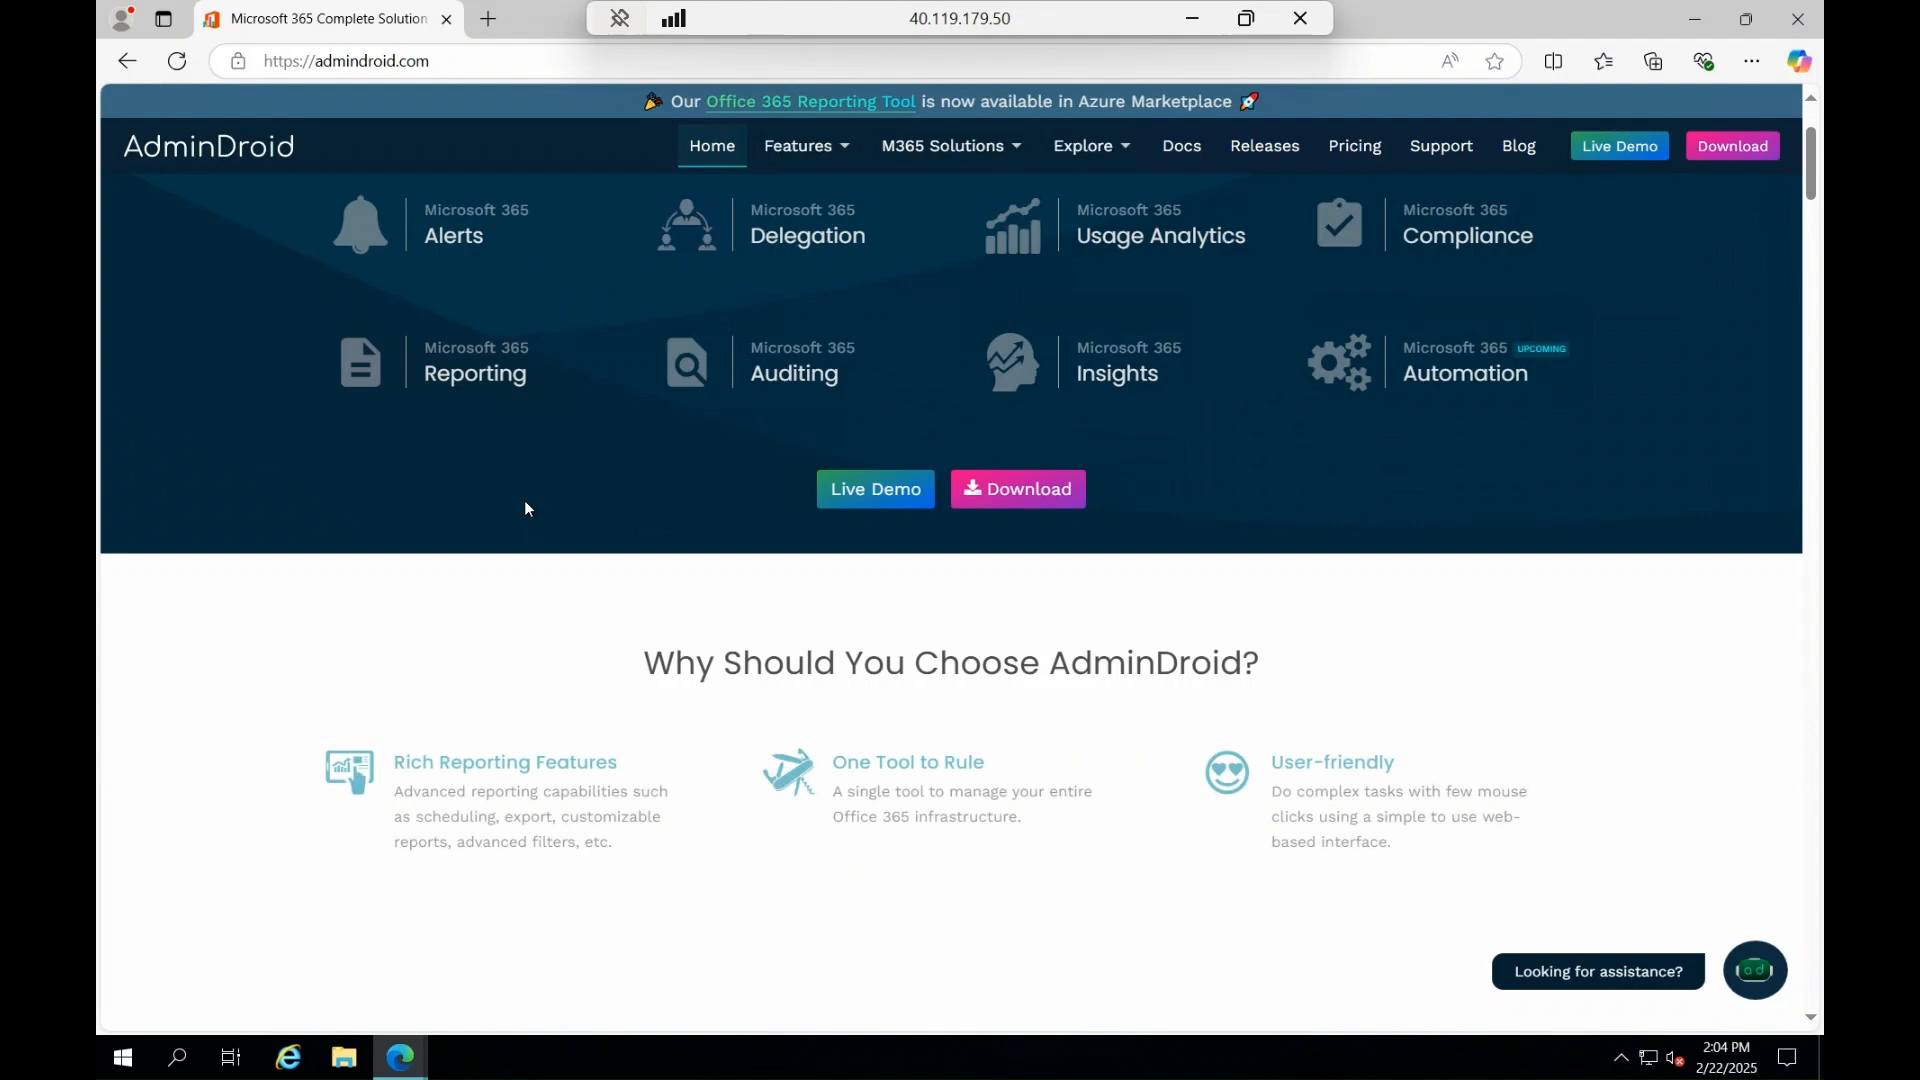 Microsoft 365 Complete Solution
40.119.179.50
https://admindroid.com
🎉 Our Office 365 Reporting Tool is now available in Azure Marketplace 🚀
AdminDroid
Home
Features
M365 Solutions
Explore
Docs
Releases
Pricing
Support
Blog
Live Demo
Download
Microsoft 365
Alerts
Microsoft 365
Delegation
Microsoft 365
Usage Analytics
Microsoft 365
Compliance
Microsoft 365
Reporting
Microsoft 365
Auditing
Microsoft 365
Insights
Microsoft 365 UPCOMING
Automation
Live Demo
Download
Why Should You Choose AdminDroid?
Rich Reporting Features
Advanced reporting capabilities such
as scheduling, export, customizable
reports, advanced filters, etc.
One Tool to Rule
A single tool to manage your entire
Office 365 infrastructure.
User-friendly
Do complex tasks with few mouse
clicks using a simple to use web-
based interface.
Looking for assistance?
ad
2:04 PM
2/22/2025